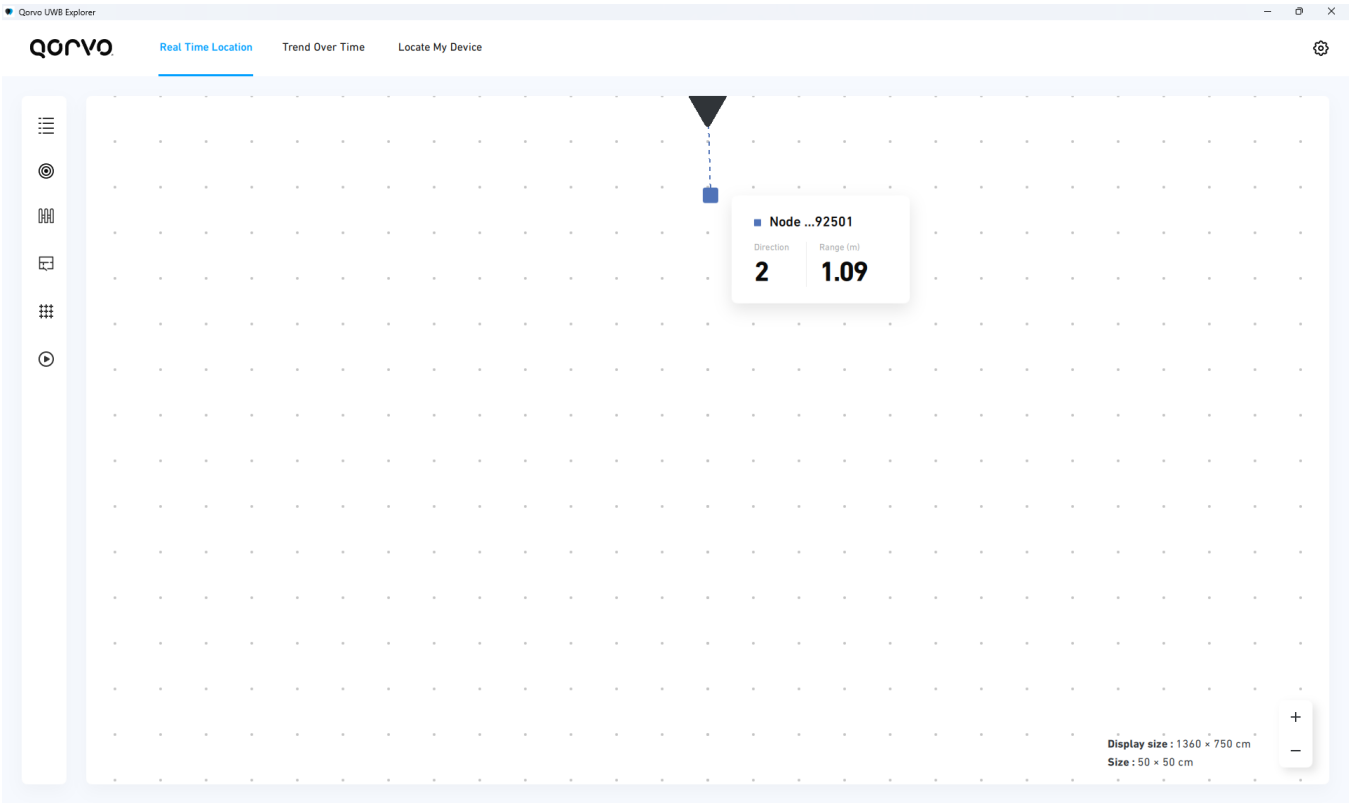 Qorvo UWB Explorer
QORVO
Real Time Location
Trend Over Time
Locate My Device
Node ...92501
Direction
Range (m)
2
1.09
Display size : 1360 × 750 cm
Size : 50 × 50 cm